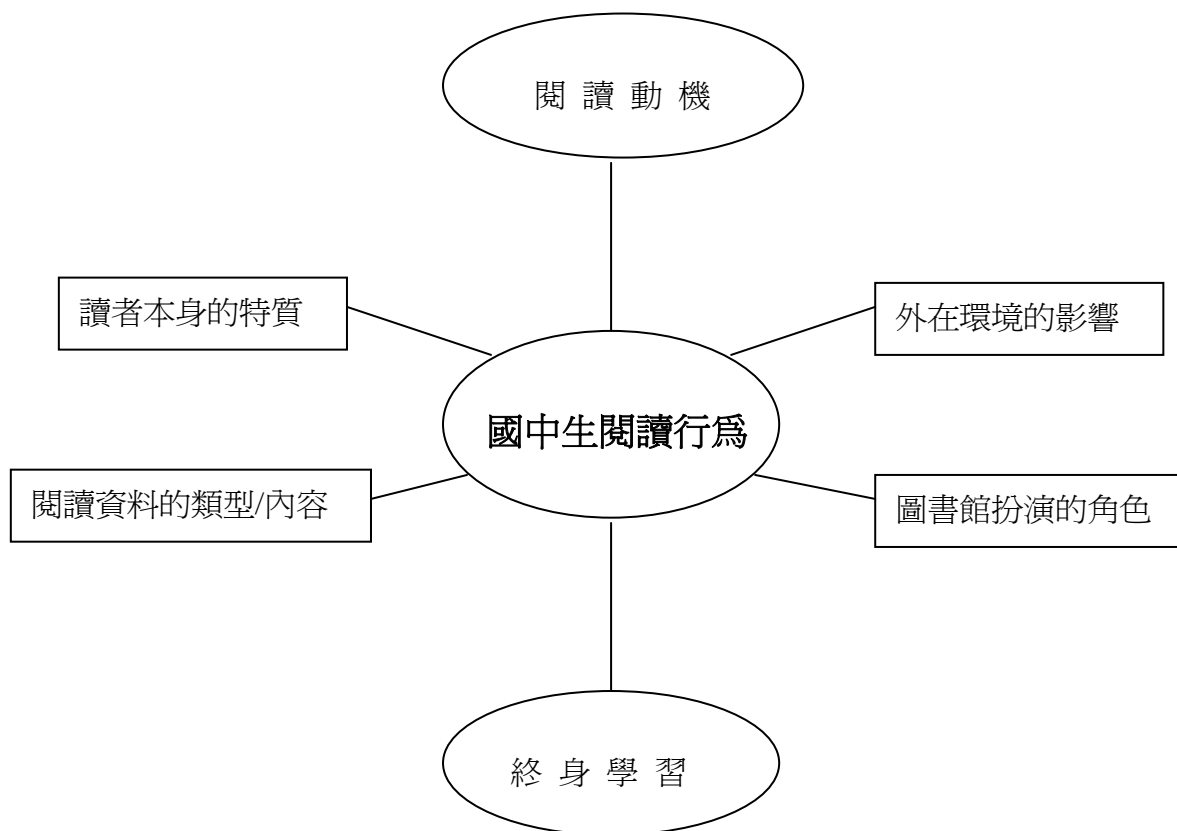 閱 讀 動 機
讀者本身的特質
外在環境的影響
國中生閱讀行為
閱讀資料的類型/內容
圖書館扮演的角色
終 身 學 習